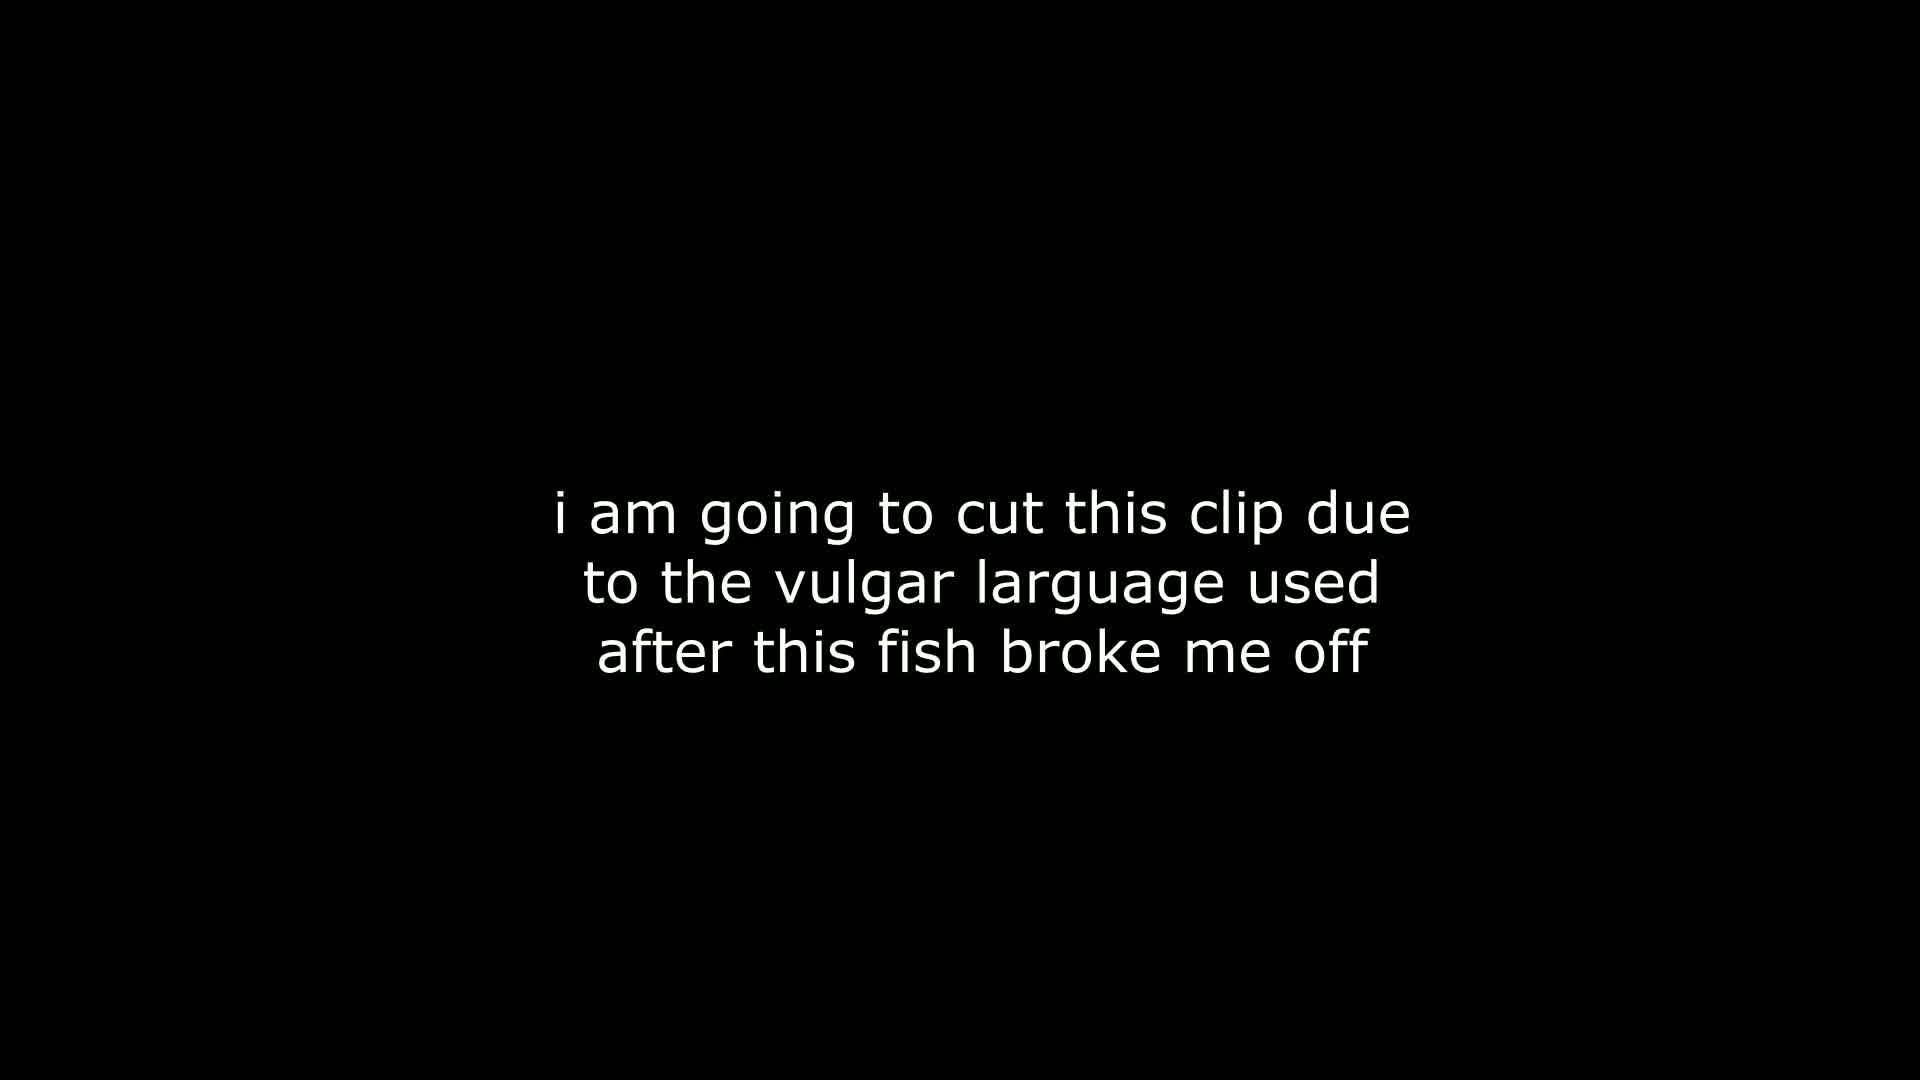 i am going to cut this clip due
to the vulgar larguage used
after this fish broke me off